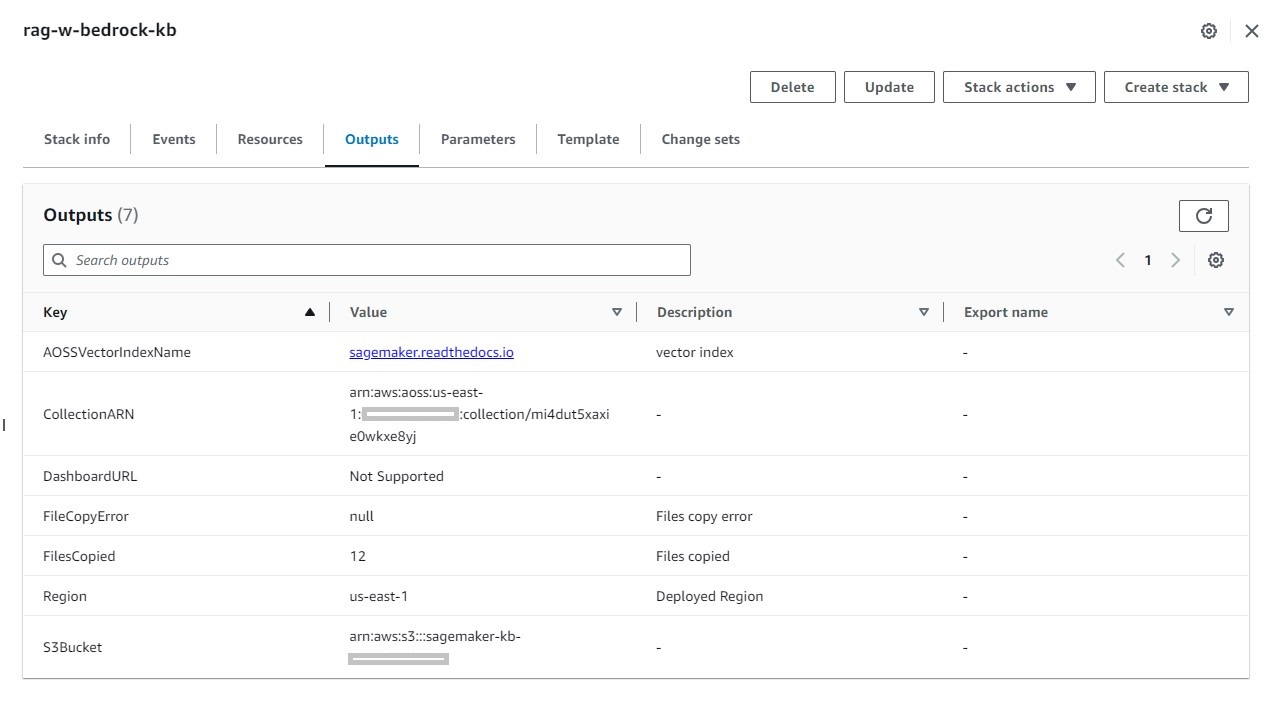 rag-w-bedrock-kb
Delete Update Stack actions Create stack
Stack info Events Resources Outputs Parameters Template Change sets
Outputs (7)
Search outputs
1
Key Value Description Export name
AOSSVectorIndexName sagemaker.readthedocs.io vector index -
CollectionARN arn:aws:aoss:us-east-
1: :collection/mi4dut5xaxi
e0wkxe8yj - -
DashboardURL Not Supported - -
FileCopyError null Files copy error -
FilesCopied 12 Files copied -
Region us-east-1 Deployed Region -
S3Bucket arn:aws:s3:::sagemaker-kb- - -